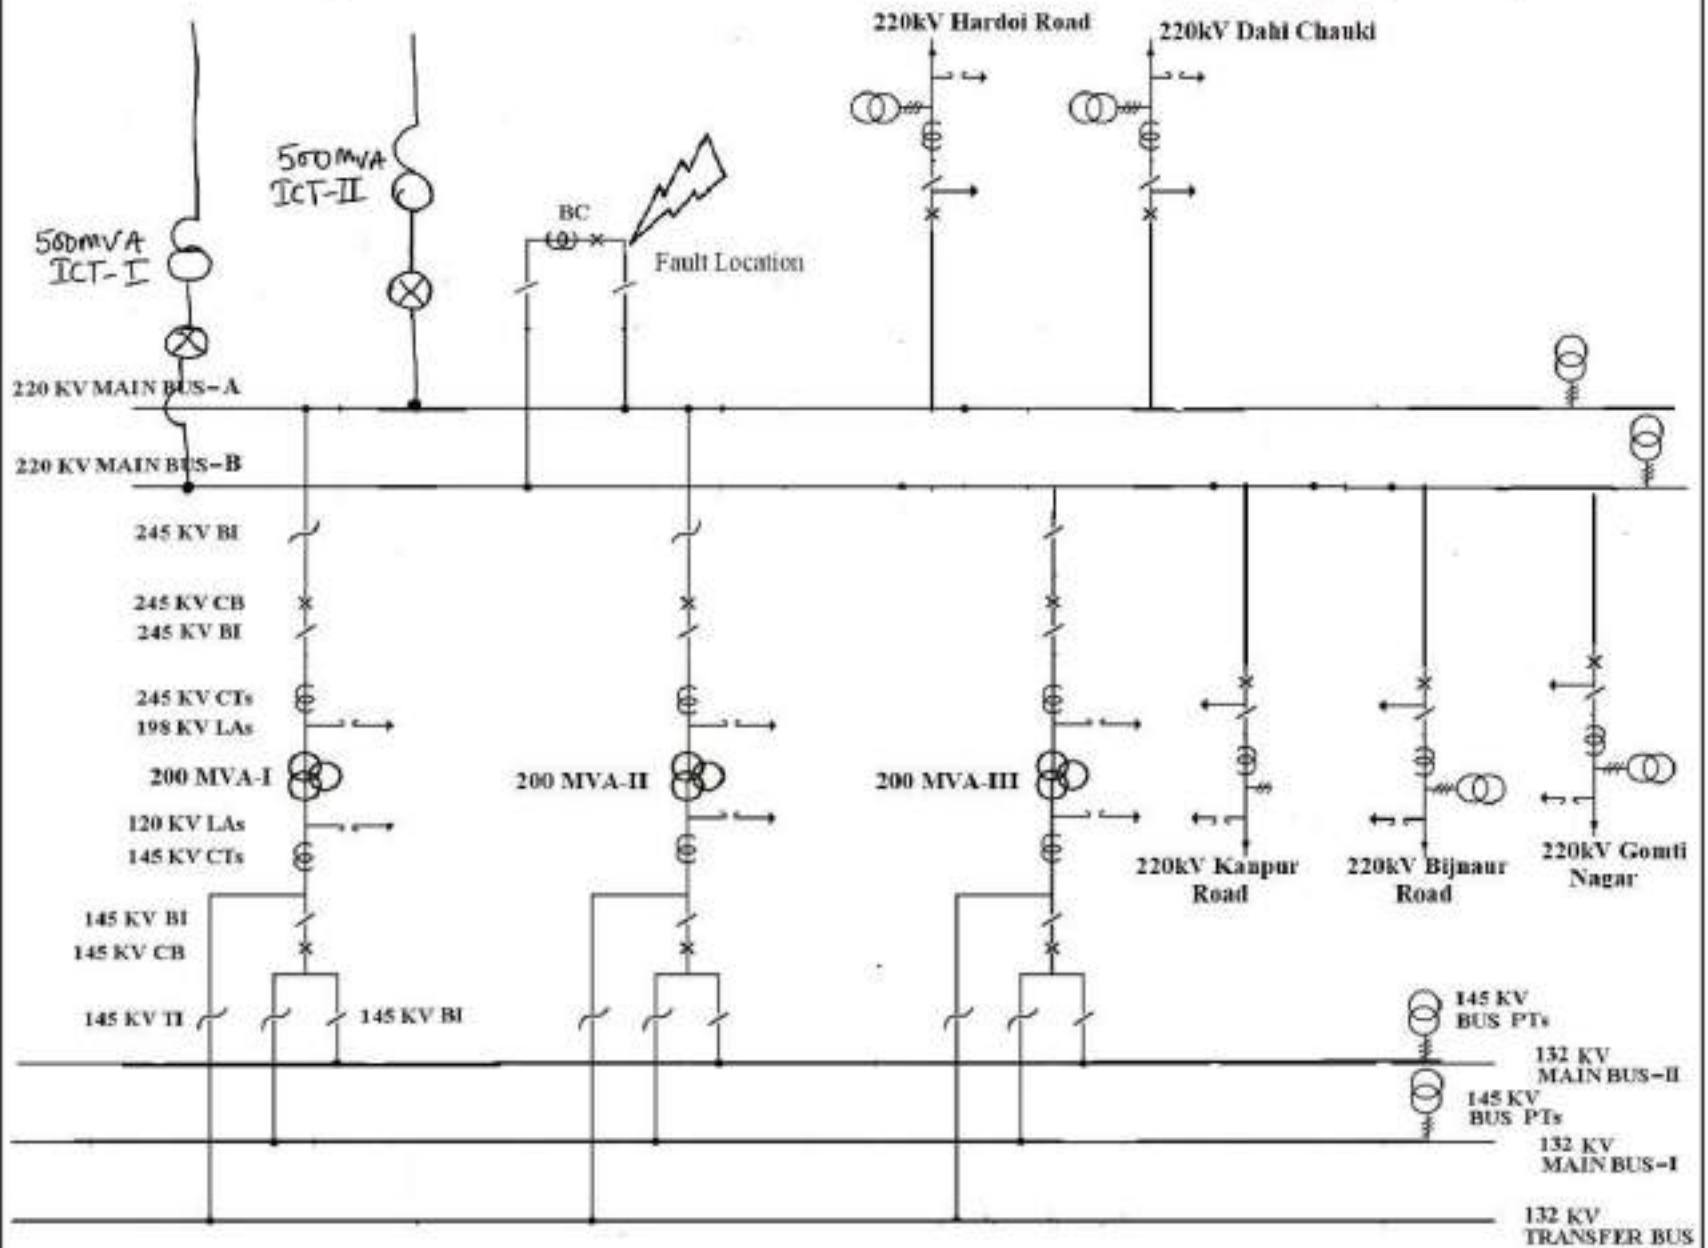 220kV Hardoi Road
220kV Dahi Chauki
500MVA
ICT-II
500MVA
ICT-I
BC
Fault Location
220 KV MAIN BUS-A
220 KV MAIN BUS-B
245 KV BI
245 KV CB
245 KV BI
245 KV CTs
198 KV LAs
200 MVA-I
200 MVA-II
200 MVA-III
120 KV LAs
145 KV CTs
220kV Kanpur
Road
220kV Bijnaur
Road
220kV Gomti
Nagar
145 KV BI
145 KV CB
145 KV TI
145 KV BI
145 KV
BUS PTs
132 KV
MAIN BUS-II
145 KV
BUS PTs
132 KV
MAIN BUS-I
132 KV
TRANSFER BUS